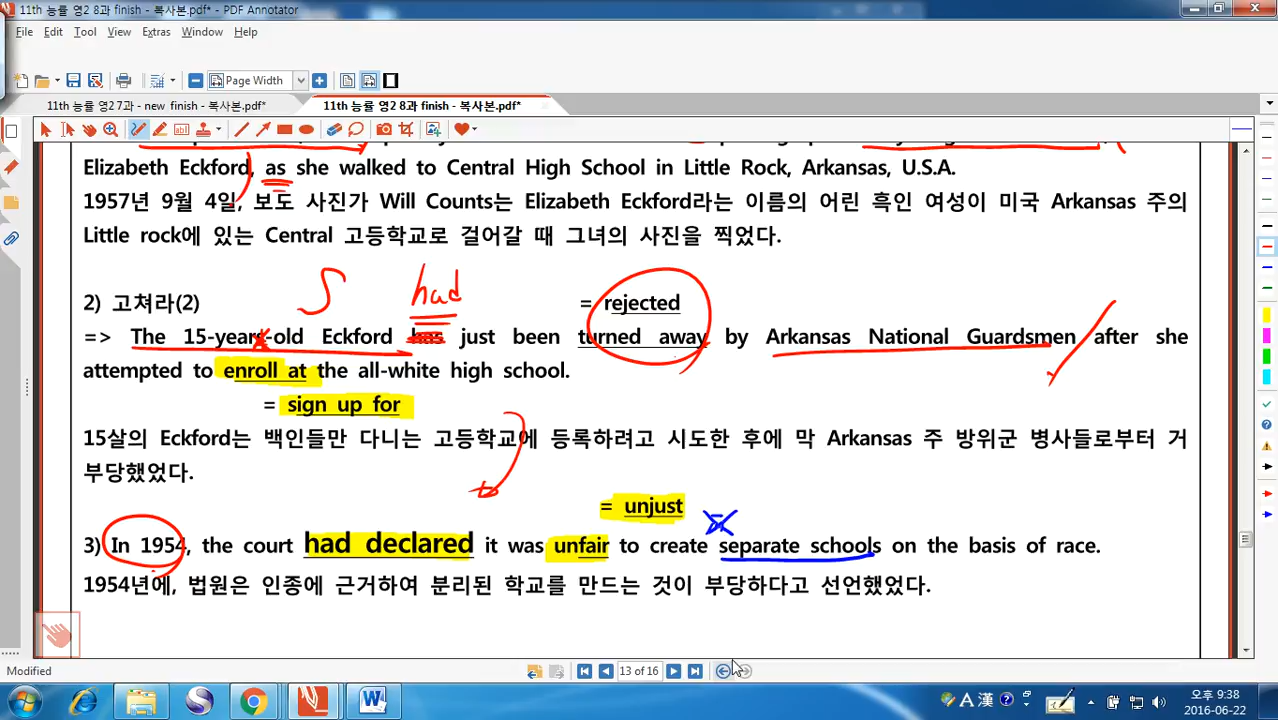 11th 능률 영2 8과 finish - 복사본.pdf* - PDF Annotator
File Edit Tool View Extras Window Help
Page Width
11th 능률 영2 7과 - new finish - 복사본.pdf*
11th 능률 영2 8과 finish - 복사본.pdf*
Elizabeth Eckford, as she walked to Central High School in Little Rock, Arkansas, U.S.A.
1957년 9월 4일, 보도 사진가 Will Counts는 Elizabeth Eckford라는 이름의 어린 흑인 여성이 미국 Arkansas 주의
Little rock에 있는 Central 고등학교로 걸어갈 때 그녀의 사진을 찍었다.
S had
2) 고쳐라(2) = rejected
=> The 15-years-old Eckford has just been turned away by Arkansas National Guardsmen after she
attempted to enroll at the all-white high school.
= sign up for
15살의 Eckford는 백인들만 다니는 고등학교에 등록하려고 시도한 후에 막 Arkansas 주 방위군 병사들로부터 거
부당했었다.
= unjust
3) In 1954, the court had declared it was unfair to create separate schools on the basis of race.
1954년에, 법원은 인종에 근거하여 분리된 학교를 만드는 것이 부당하다고 선언했었다.
Modified
13 of 16
A 漢
오후 9:38
2016-06-22